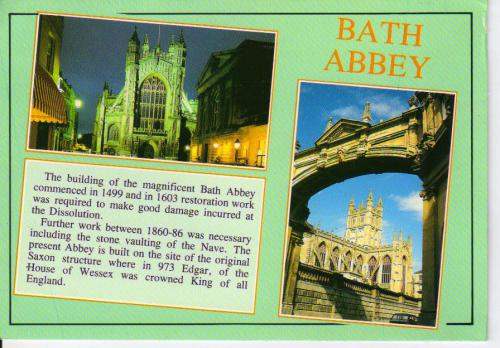 BATH
ABBEY
The building of the magnificent Bath Abbey
commenced in 1499 and in 1603 restoration work
was required to make good damage incurred at
the Dissolution.
Further work between 1860-86 was necessary
including the stone vaulting of the Nave. The
present Abbey is built on the site of the original
Saxon structure where in 973 Edgar, of the
House of Wessex was crowned King of all
England.